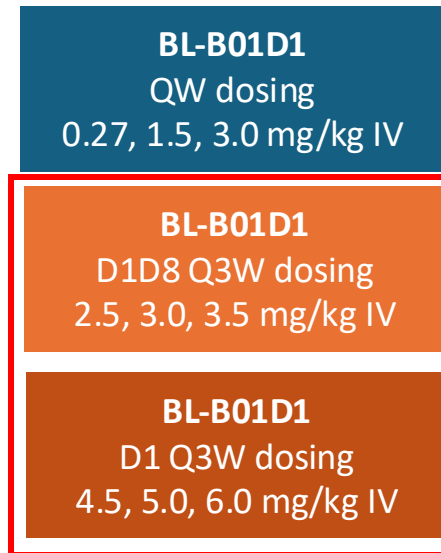 BL-B01D1
QW dosing
0.27, 1.5, 3.0 mg/kg IV
BL-B01D1
D1D8 Q3W dosing
2.5, 3.0, 3.5 mg/kg IV
BL-B01D1
D1 Q3W dosing
4.5, 5.0, 6.0 mg/kg IV